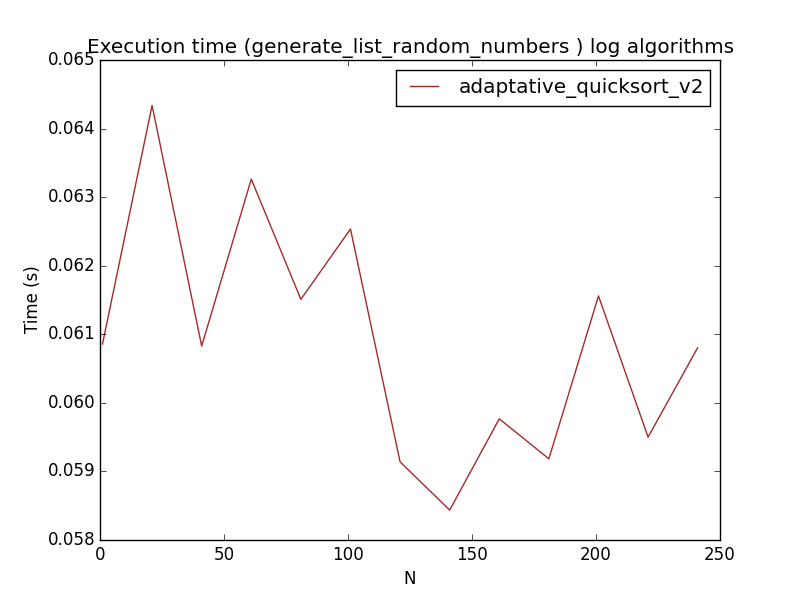 Execution time (generate_list_random_numbers ) log algorithms
adaptative_quicksort_v2
0.065
0.064
0.063
0.062
0.061
0.060
0.059
0.058
Time (s)
0 50 100 150 200 250
N